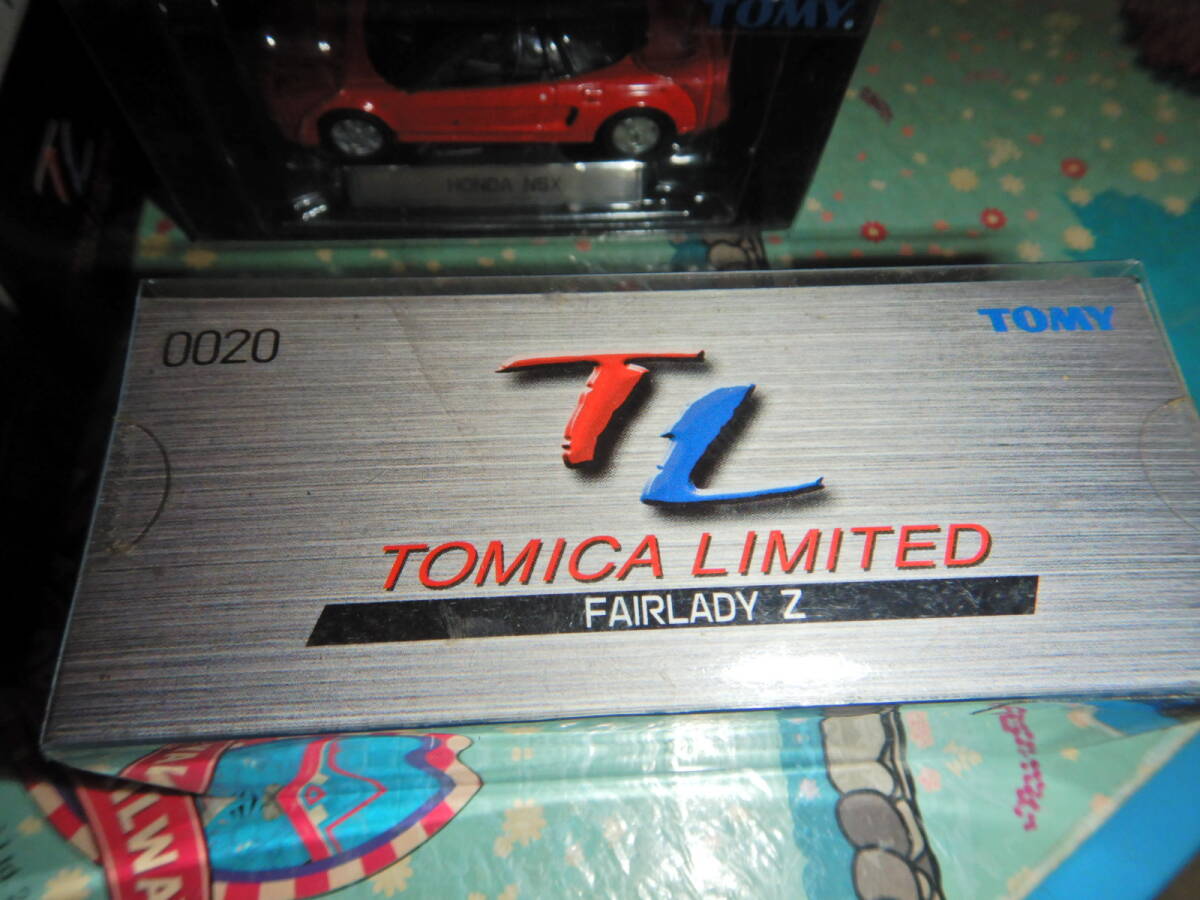 TOMY.
HONDA NSX
0020
TOMY
TL
TOMICA LIMITED
FAIRLADY Z